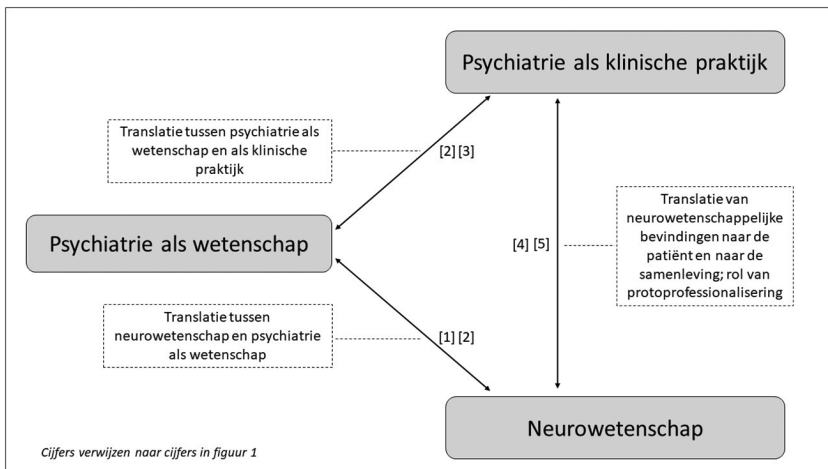 Psychiatrie als klinische praktijk
Translatie tussen psychiatrie als
wetenschap en als klinische
praktijk
[2] [3]
Psychiatrie als wetenschap
[4] [5]
Translatie van
neurowetenschappelijke
bevindingen naar de
patiënt en naar de
samenleving; rol van
protoprofessionalisering
Translatie tussen
neurowetenschap en psychiatrie
als wetenschap
[1] [2]
Neurowetenschap
Cijfers verwijzen naar cijfers in figuur 1